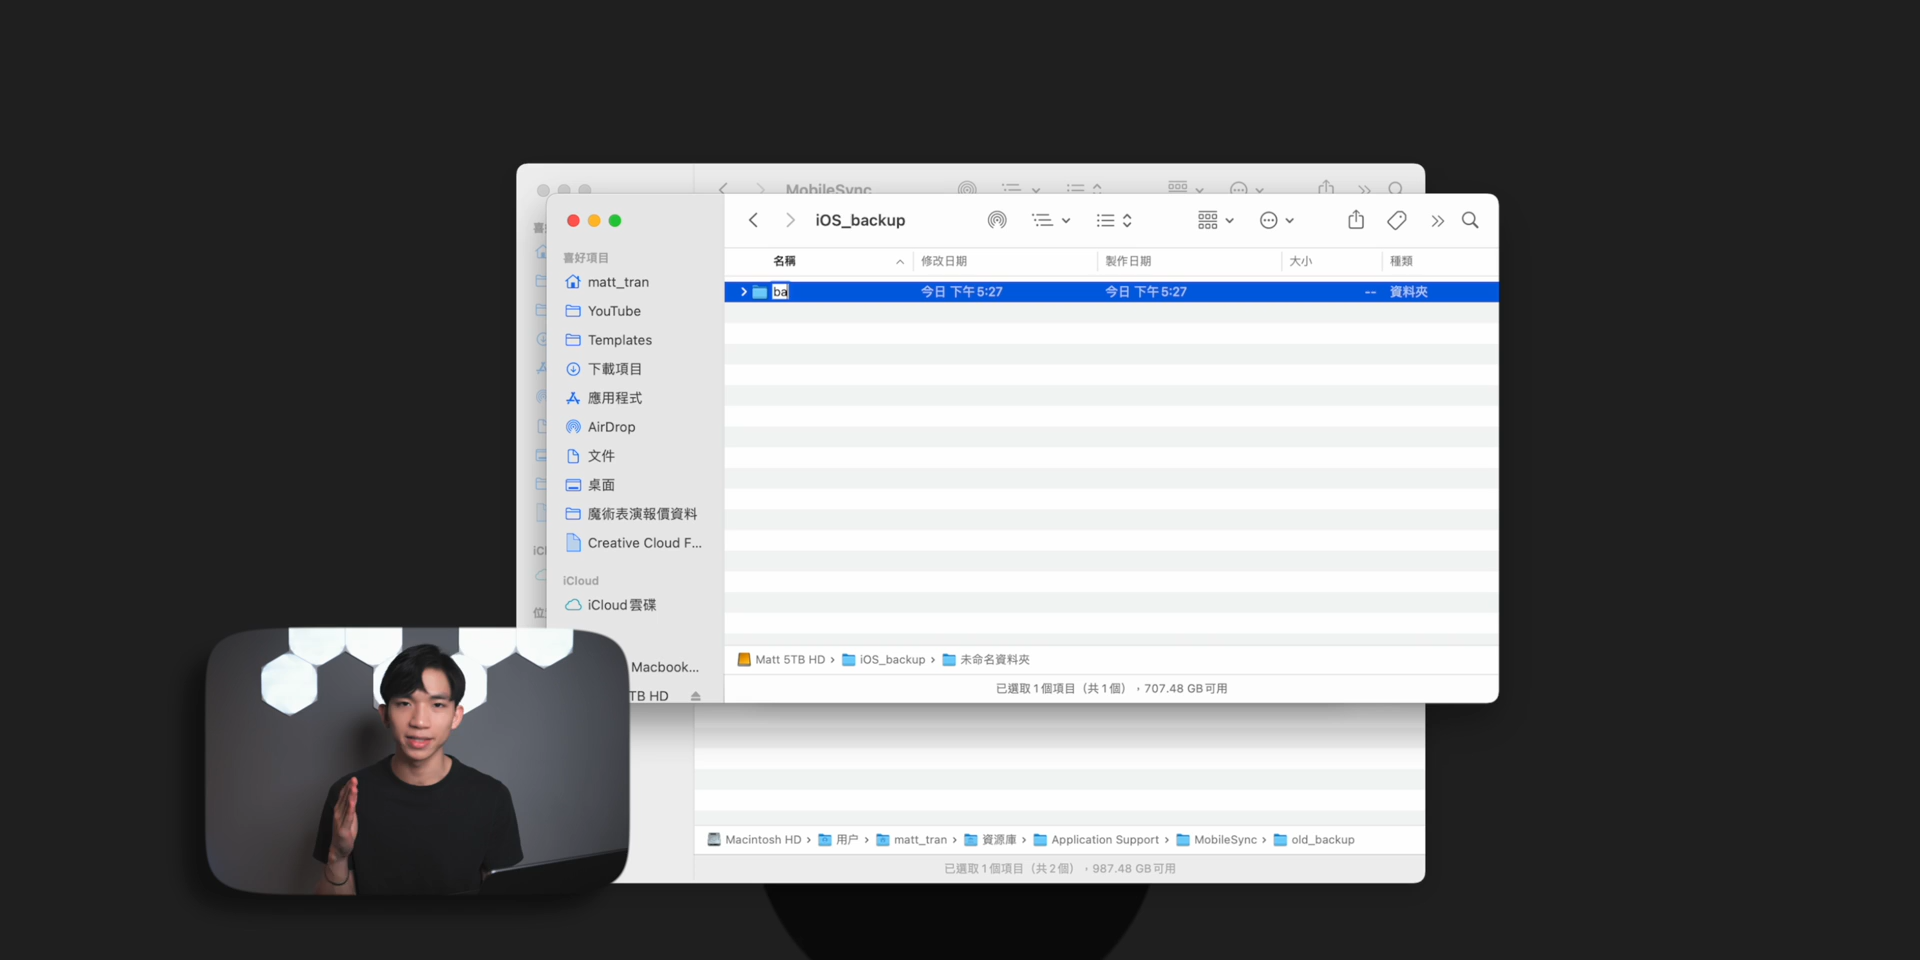 MobileSync
iOS_backup
喜好項目
matt_tran
YouTube
Templates
下載項目
應用程式
AirDrop
文件
桌面
魔術表演報價資料
Creative Cloud F...
iCloud
iCloud雲碟
Macbook...
TB HD
名稱 修改日期 製作日期 大小 種類
ba 今日 下午5:27 今日 下午5:27 -- 資料夾
Matt 5TB HD › iOS_backup › 未命名資料夾
已選取1個項目（共1個），707.48 GB可用
Macintosh HD › 用户 › matt_tran › 資源庫 › Application Support › MobileSync › old_backup
已選取1個項目（共2個），987.48 GB可用